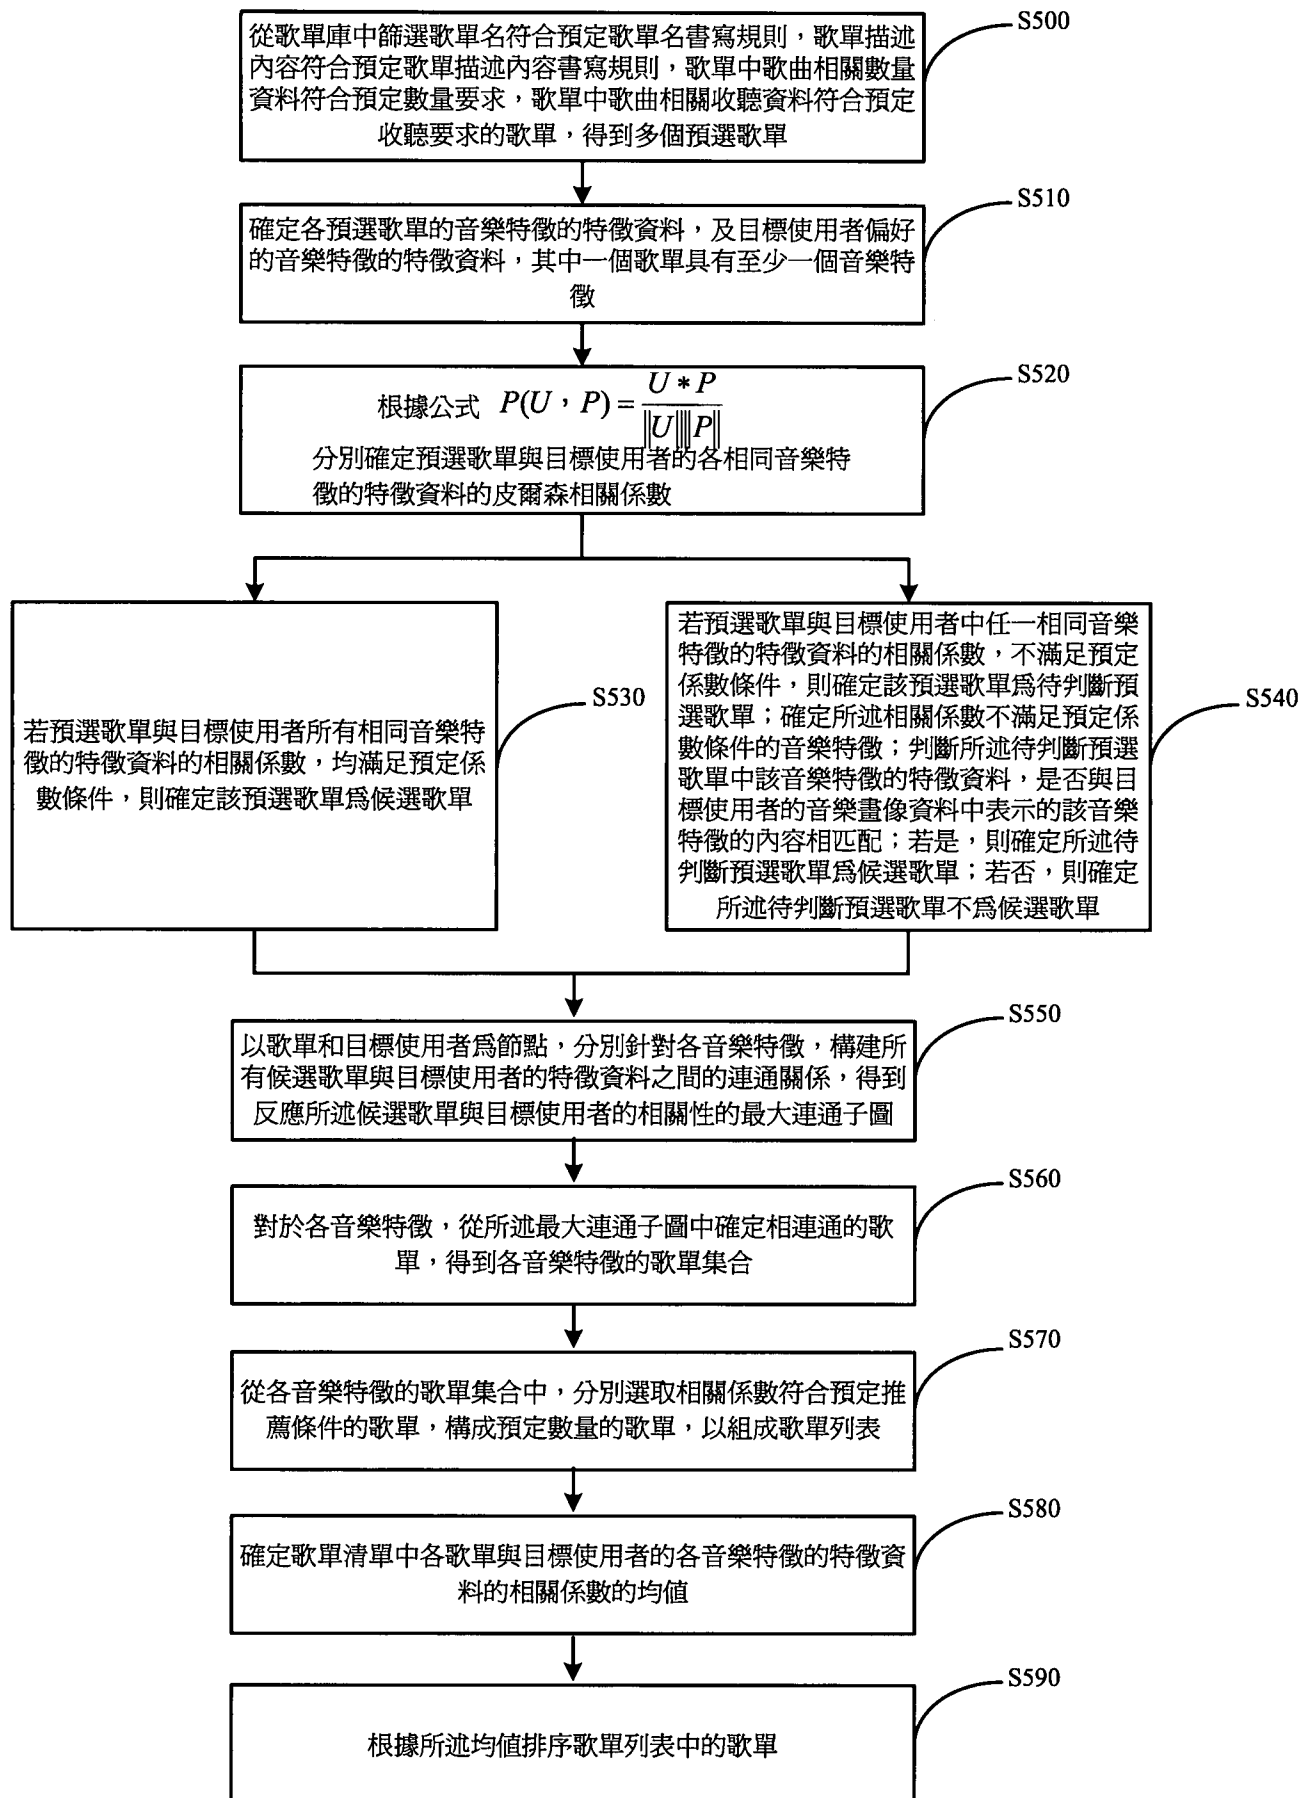 S500
從歌單庫中篩選歌單名符合預定歌單名書寫規則，歌單描述
內容符合預定歌單描述內容書寫規則，歌單中歌曲相關數量
資料符合預定數量要求，歌單中歌曲相關收聽資料符合預定
收聽要求的歌單，得到多個預選歌單
S510
確定各預選歌單的音樂特徵的特徵資料，及目標使用者偏好
的音樂特徵的特徵資料，其中一個歌單具有至少一個音樂特
徵
S520
根據公式 P(U，P) = U * P / ||U||||P||
分別確定預選歌單與目標使用者的各相同音樂特
徵的特徵資料的皮爾森相關係數
S530
若預選歌單與目標使用者所有相同音樂特
徵的特徵資料的相關係數，均滿足預定係
數條件，則確定該預選歌單爲候選歌單
S540
若預選歌單與目標使用者中任一相同音樂
特徵的特徵資料的相關係數，不滿足預定
係數條件，則確定該預選歌單爲待判斷預
選歌單；確定所述相關係數不滿足預定係
數條件的音樂特徵；判斷所述待判斷預選
歌單中該音樂特徵的特徵資料，是否與目
標使用者的音樂畫像資料中表示的該音樂
特徵的內容相匹配；若是，則確定所述待
判斷預選歌單爲候選歌單；若否，則確定
所述待判斷預選歌單不爲候選歌單
S550
以歌單和目標使用者爲節點，分別針對各音樂特徵，構建所
有候選歌單與目標使用者的特徵資料之間的連通關係，得到
反應所述候選歌單與目標使用者的相關性的最大連通子圖
S560
對於各音樂特徵，從所述最大連通子圖中確定相連通的歌
單，得到各音樂特徵的歌單集合
S570
從各音樂特徵的歌單集合中，分別選取相關係數符合預定推
薦條件的歌單，構成預定數量的歌單，以組成歌單列表
S580
確定歌單清單中各歌單與目標使用者的各音樂特徵的特徵資
料的相關係數的均值
S590
根據所述均值排序歌單列表中的歌單